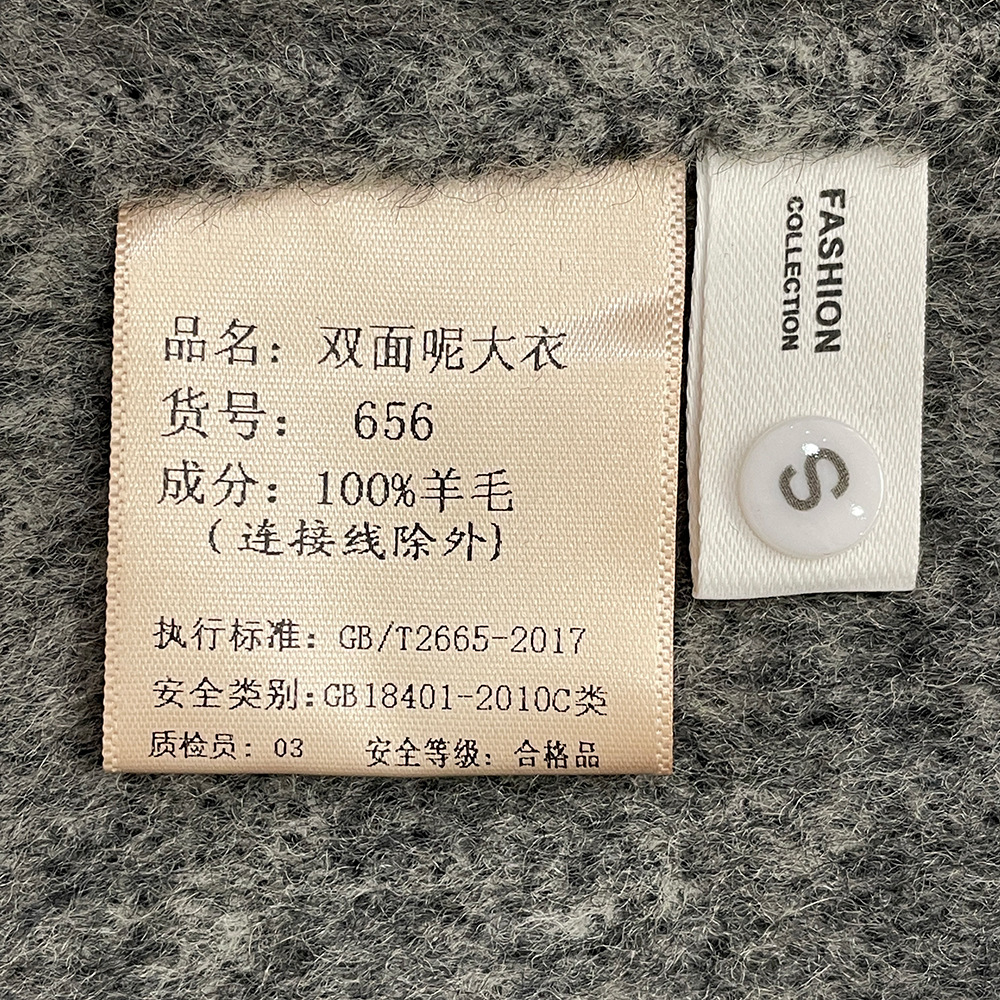 品名: 双面呢大衣
货号: 656
成分: 100%羊毛
(连接线除外)
执行标准: GB/T2665-2017
安全类别:GB18401-2010C类
质检员: 03 安全等级: 合格品
FASHION
COLLECTION
S